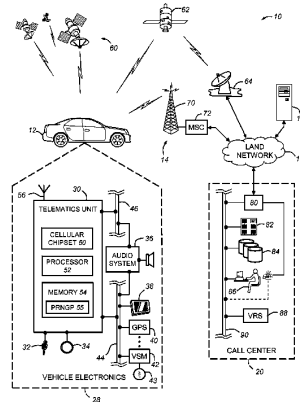 10
62
60
64
70
72
MSC
12
14
LAND
NETWORK
56
30
46
TELEMATICS UNIT
CELLULAR
CHIPSET 50
PROCESSOR
52
MEMORY 54
PRNGP 55
36
AUDIO
SYSTEM
38
GPS
40
VSM
42
43
44
32
34
VEHICLE ELECTRONICS
28
80
82
84
86
VRS
88
90
CALL CENTER
20